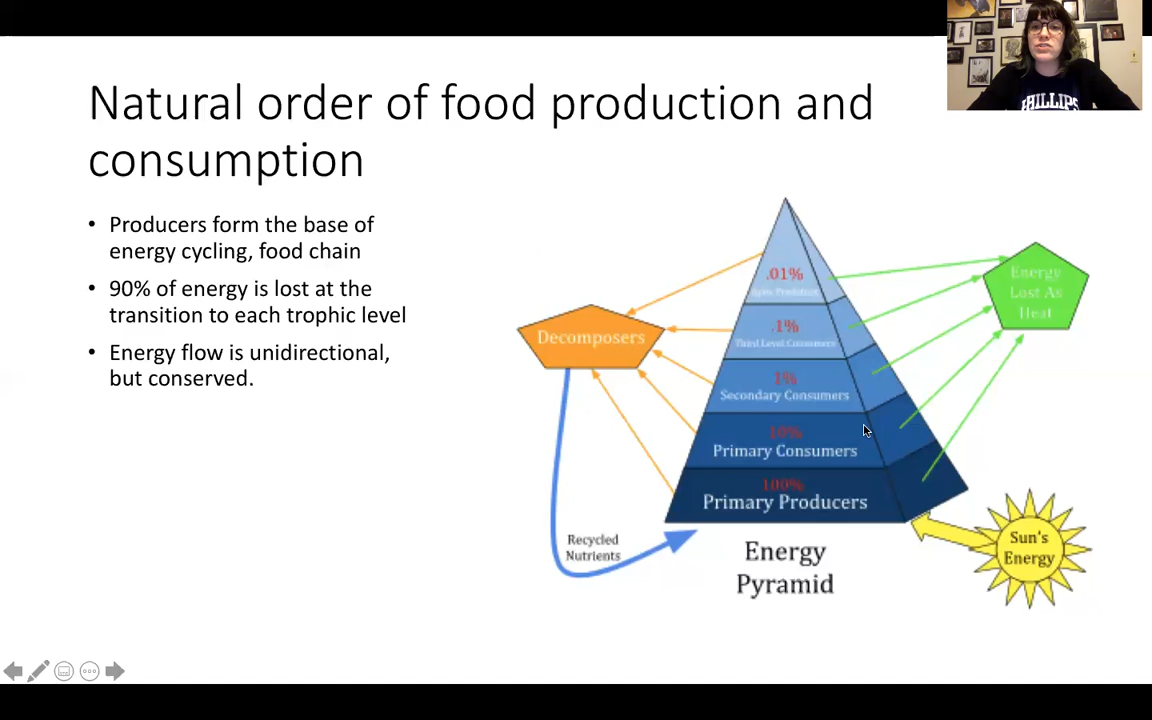 Natural order of food production and
consumption
• Producers form the base of
energy cycling, food chain
• 90% of energy is lost at the
transition to each trophic level
• Energy flow is unidirectional,
but conserved.
.01%
.1%
Third Level Consumers
1%
Secondary Consumers
10%
Primary Consumers
100%
Primary Producers
Decomposers
Energy
Lost As
Heat
Recycled
Nutrients
Sun's
Energy
Energy
Pyramid
PHILLIPS